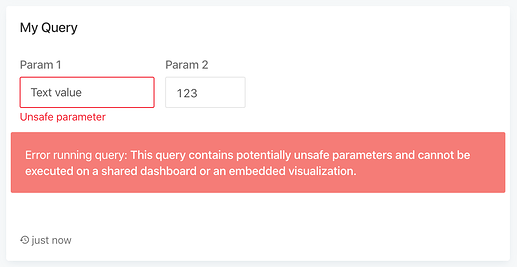 My Query
Param 1 Param 2
Text value 123
Unsafe parameter
Error running query: This query contains potentially unsafe parameters and cannot be
executed on a shared dashboard or an embedded visualization.
just now